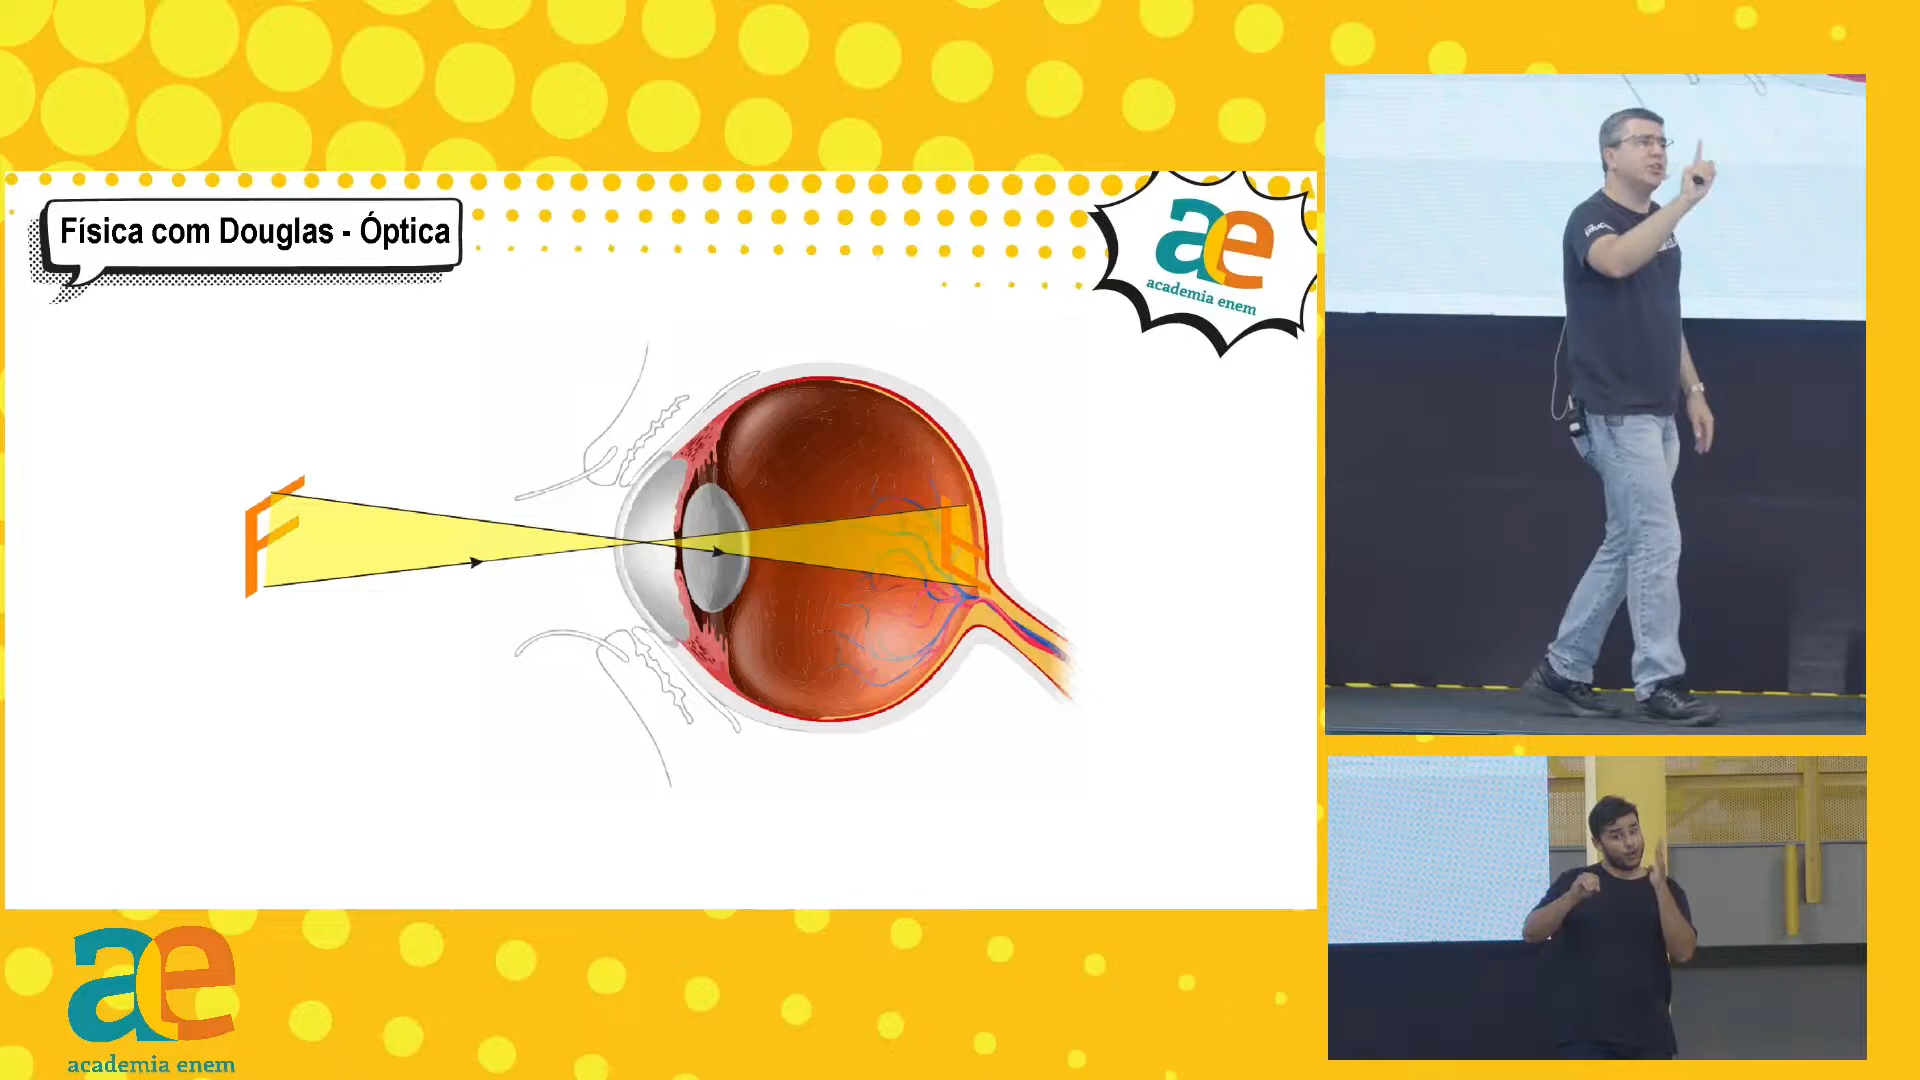 Física com Douglas - Óptica
ae
academia enem
F
F
ae
academia enem